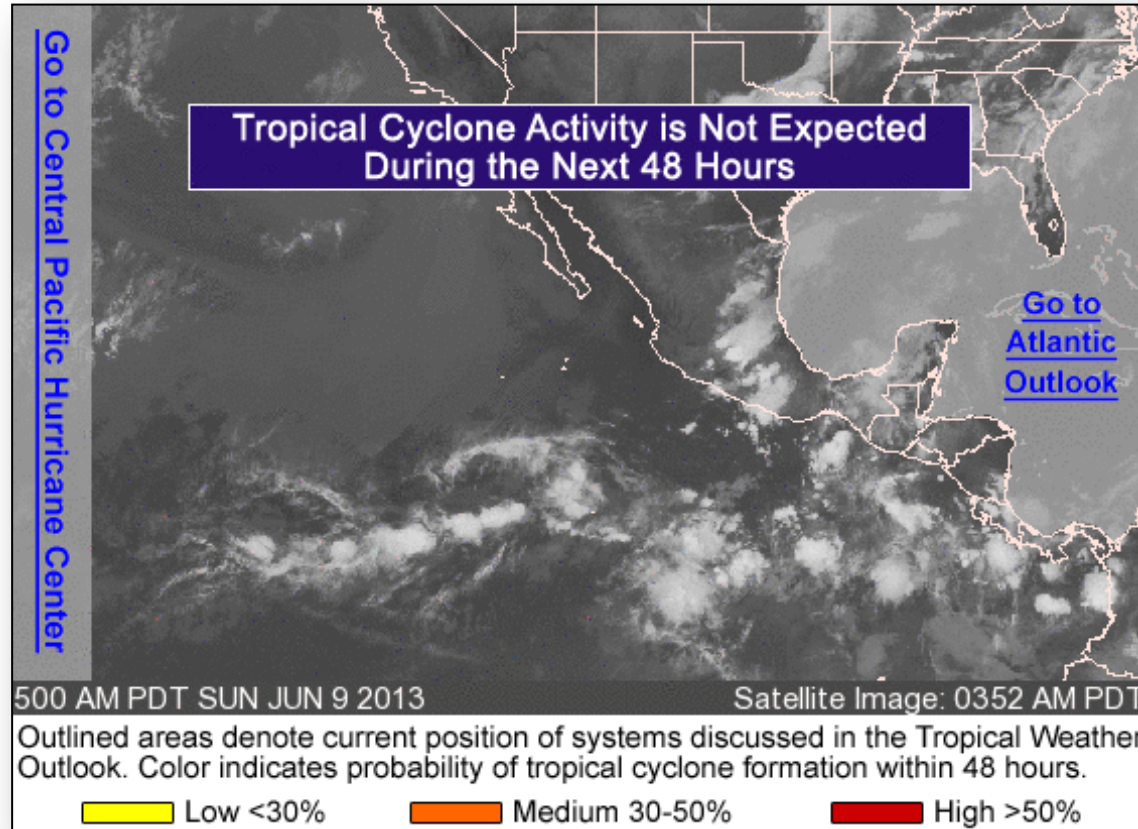 Go to Central Pacific Hurricane Center
Tropical Cyclone Activity is Not Expected
During the Next 48 Hours
Go to
Atlantic
Outlook
500 AM PDT SUN JUN 9 2013
Satellite Image: 0352 AM PDT
Outlined areas denote current position of systems discussed in the Tropical Weather
Outlook. Color indicates probability of tropical cyclone formation within 48 hours.
Low <30%
Medium 30-50%
High >50%